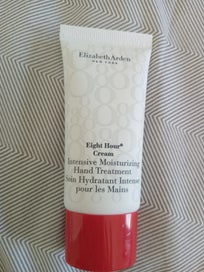 Elizabeth Arden
NEW YORK
Eight Hour®
Cream
Intensive Moisturizing
Hand Treatment
Soin Hydratant Intense
pour les Mains